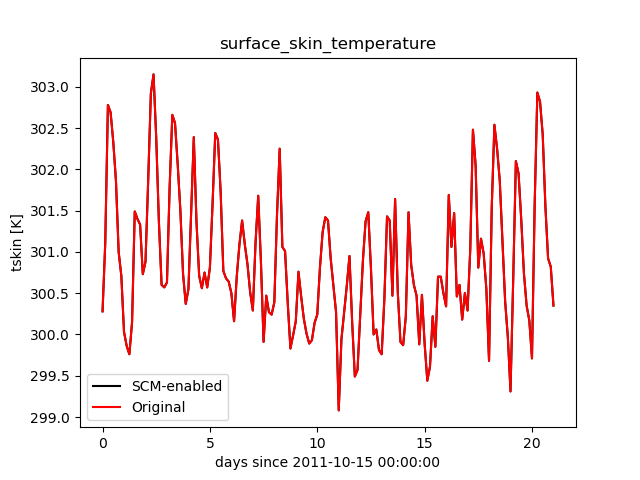 surface_skin_temperature
303.0
302.5
302.0
301.5
301.0
300.5
300.0
299.5
299.0
tskin [K]
SCM-enabled
Original
0 5 10 15 20
days since 2011-10-15 00:00:00